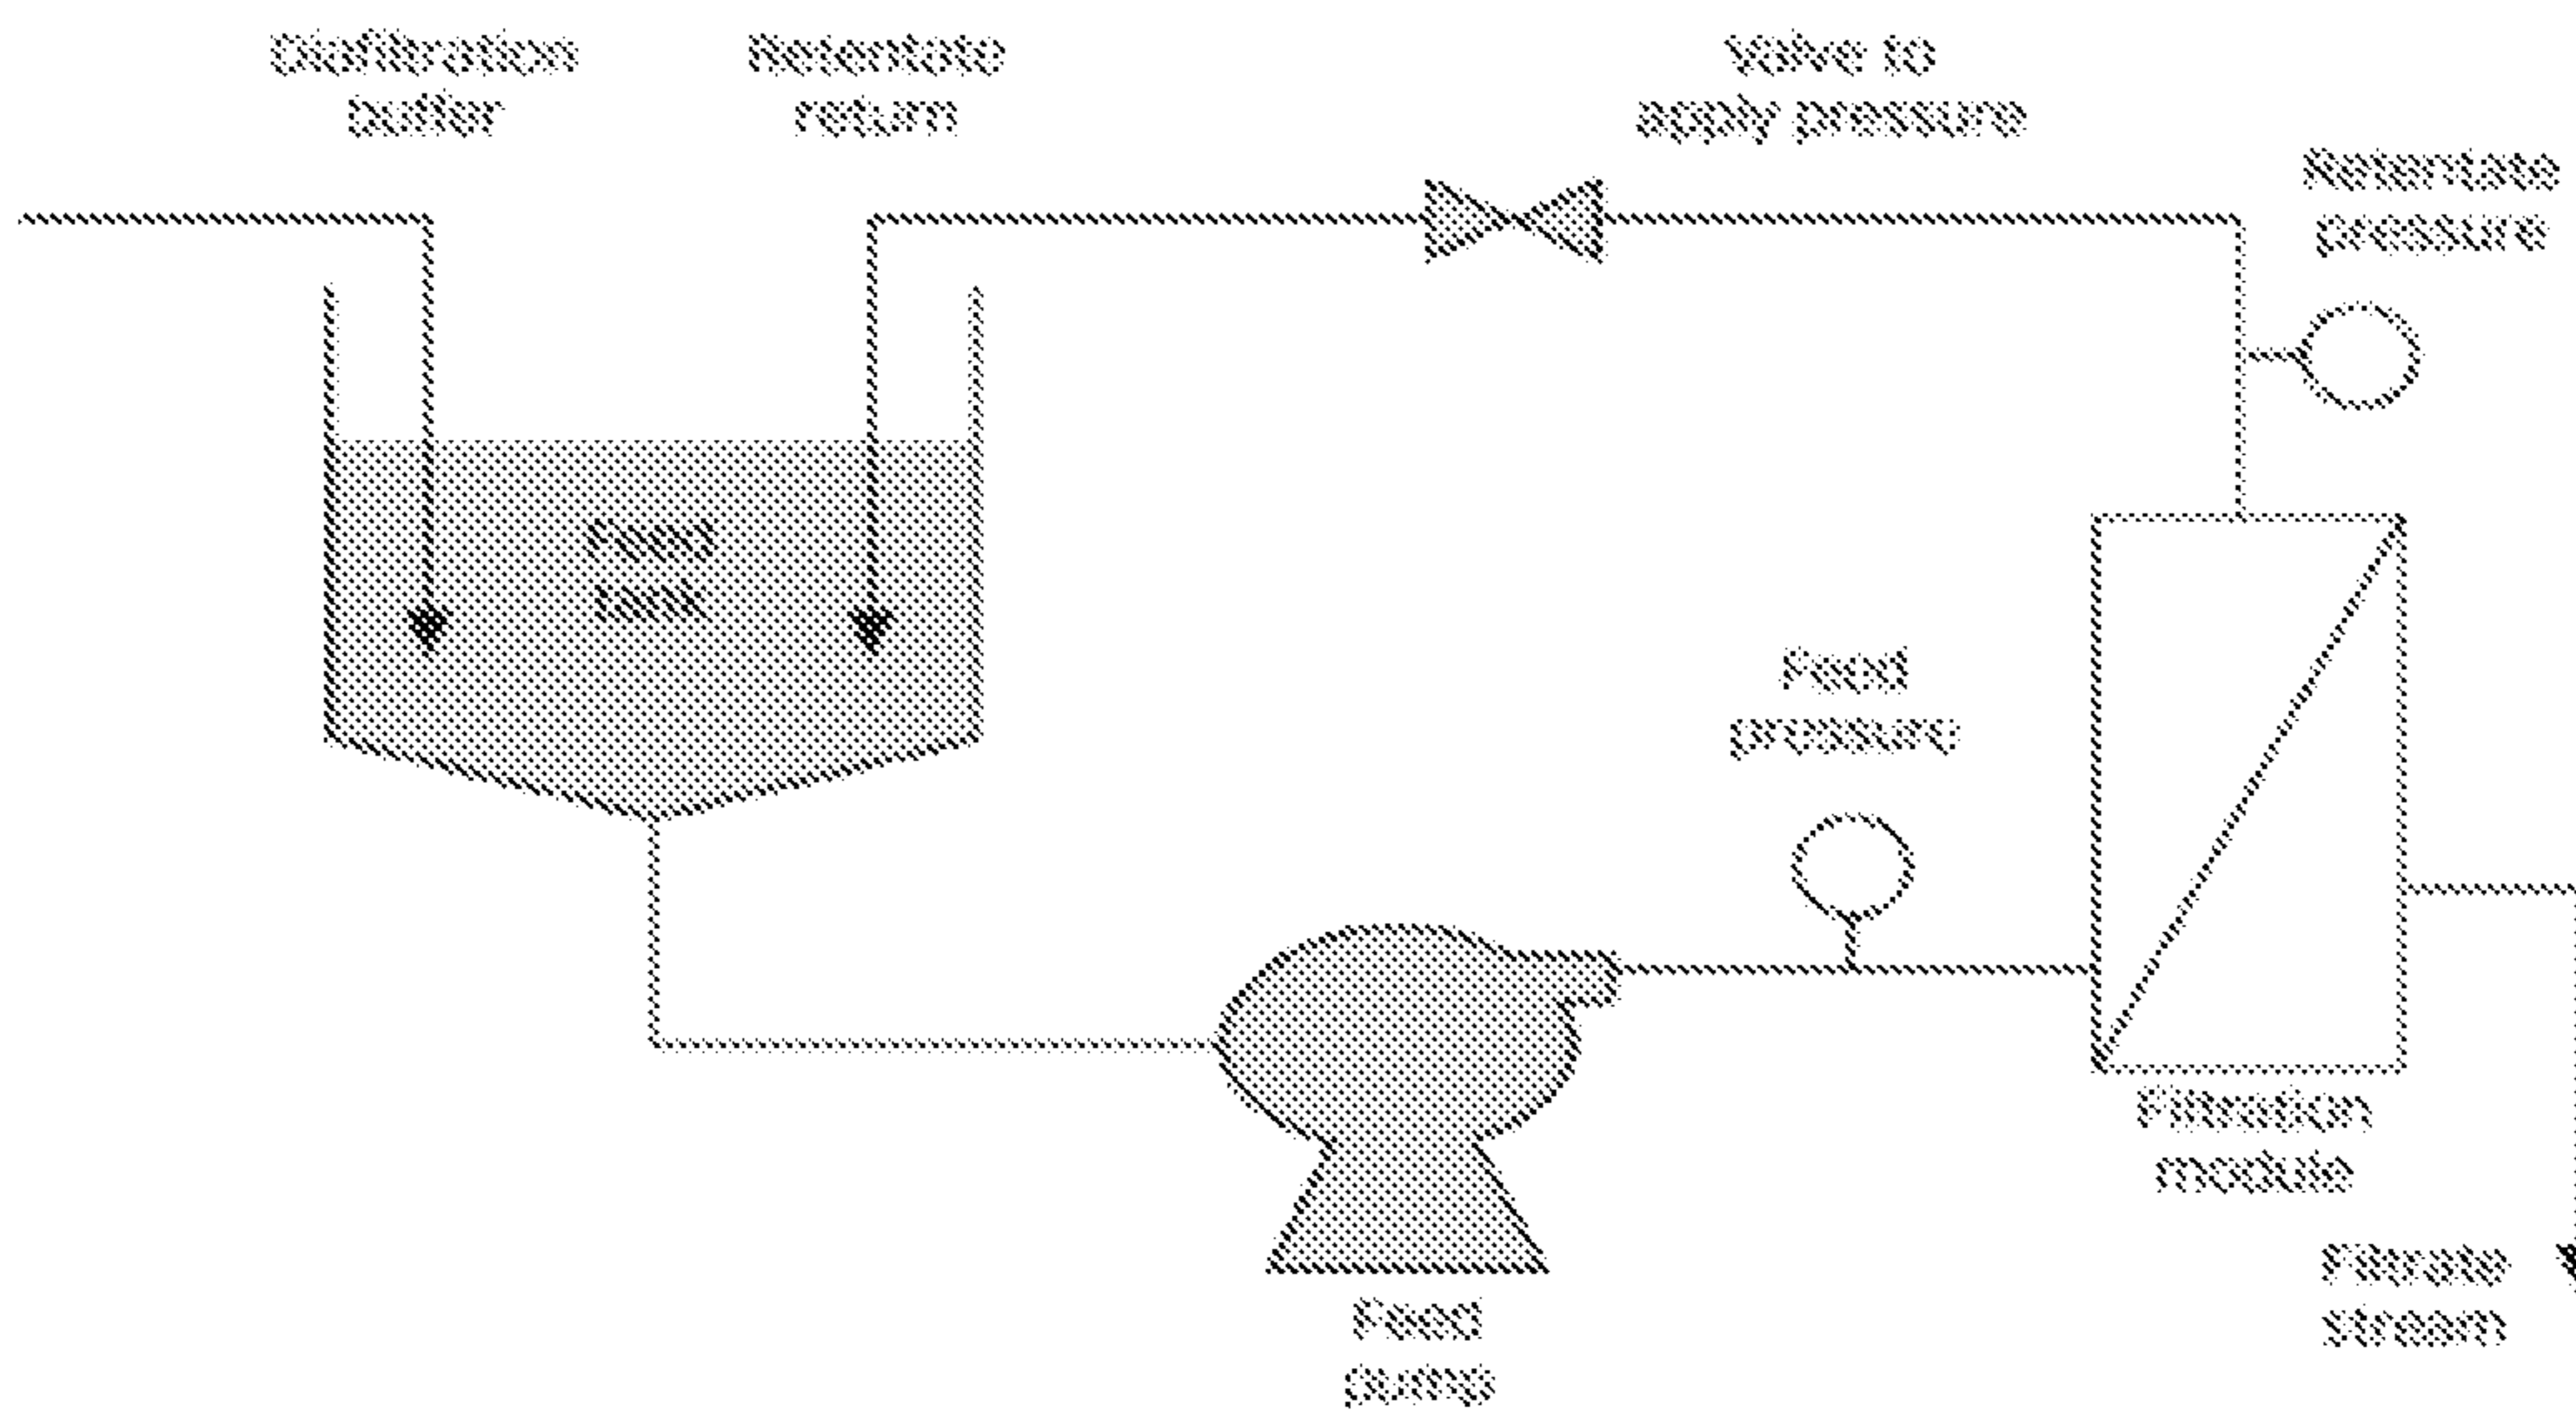 Diafiltration
buffer
Retentate
return
Valve to
apply pressure
Retentate
pressure
Feed
tank
Feed
pressure
Filtration
module
Filtrate
stream
Feed
pump